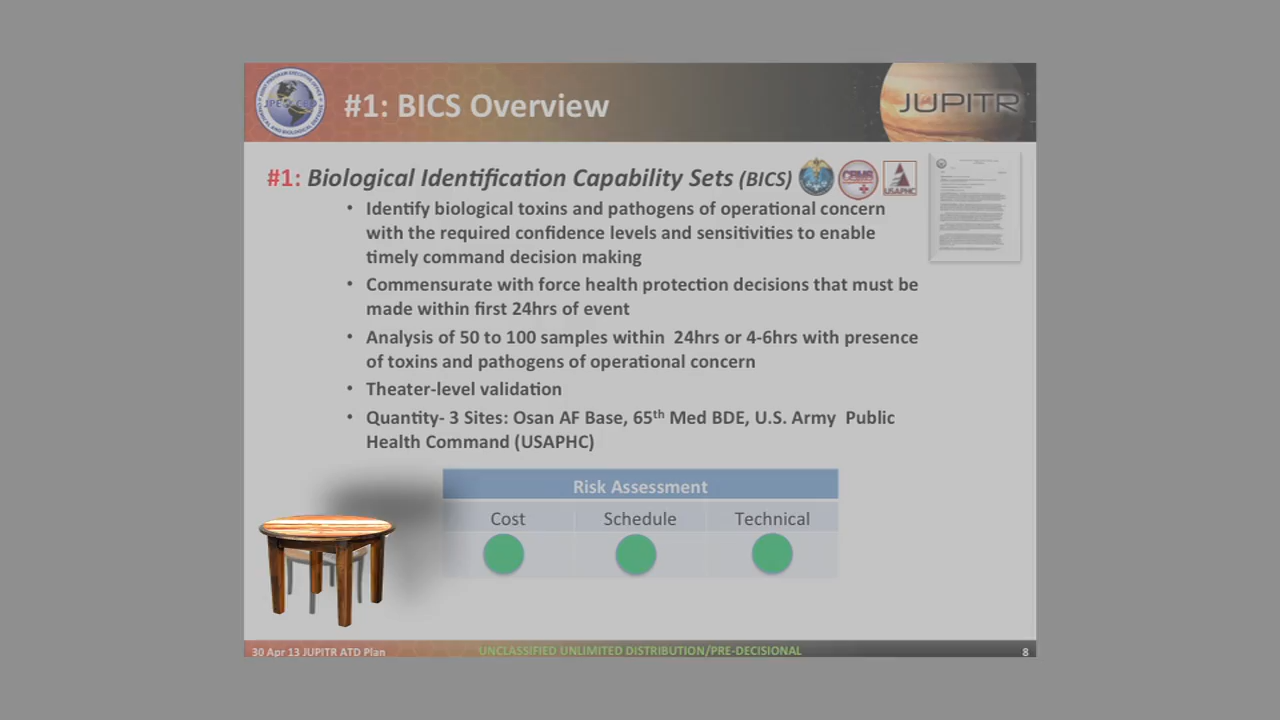 #1: BICS Overview
JUPITR
#1: Biological Identification Capability Sets (BICS)
USAPHC
• Identify biological toxins and pathogens of operational concern
with the required confidence levels and sensitivities to enable
timely command decision making
• Commensurate with force health protection decisions that must be
made within first 24hrs of event
• Analysis of 50 to 100 samples within 24hrs or 4-6hrs with presence
of toxins and pathogens of operational concern
• Theater-level validation
• Quantity- 3 Sites: Osan AF Base, 65th Med BDE, U.S. Army Public
Health Command (USAPHC)
Risk Assessment
Cost Schedule Technical
30 Apr 13 JUPITR ATD Plan UNCLASSIFIED UNLIMITED DISTRIBUTION/PRE-DECISIONAL 8